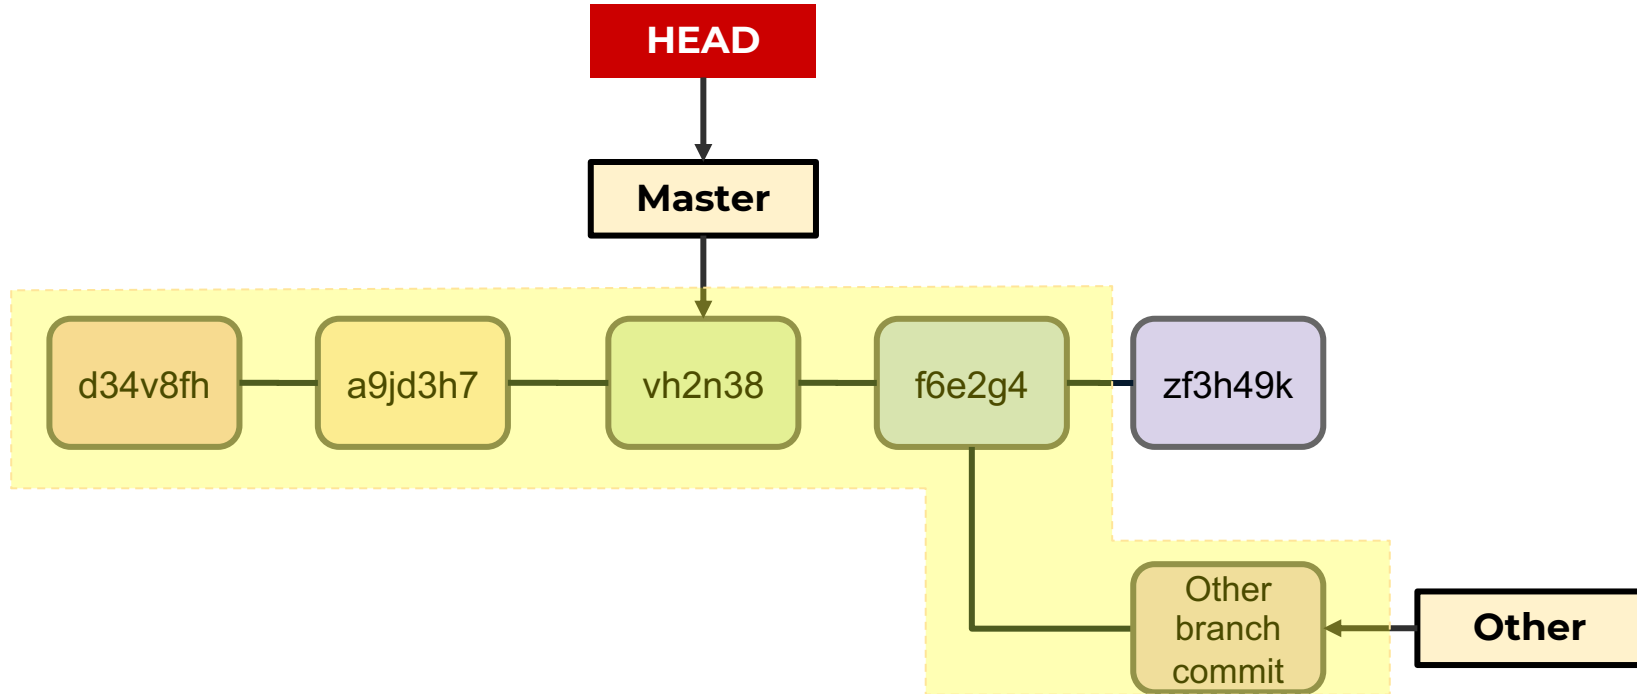 HEAD
Master
d34v8fh
a9jd3h7
vh2n38
f6e2g4
zf3h49k
Other
branch
commit
Other